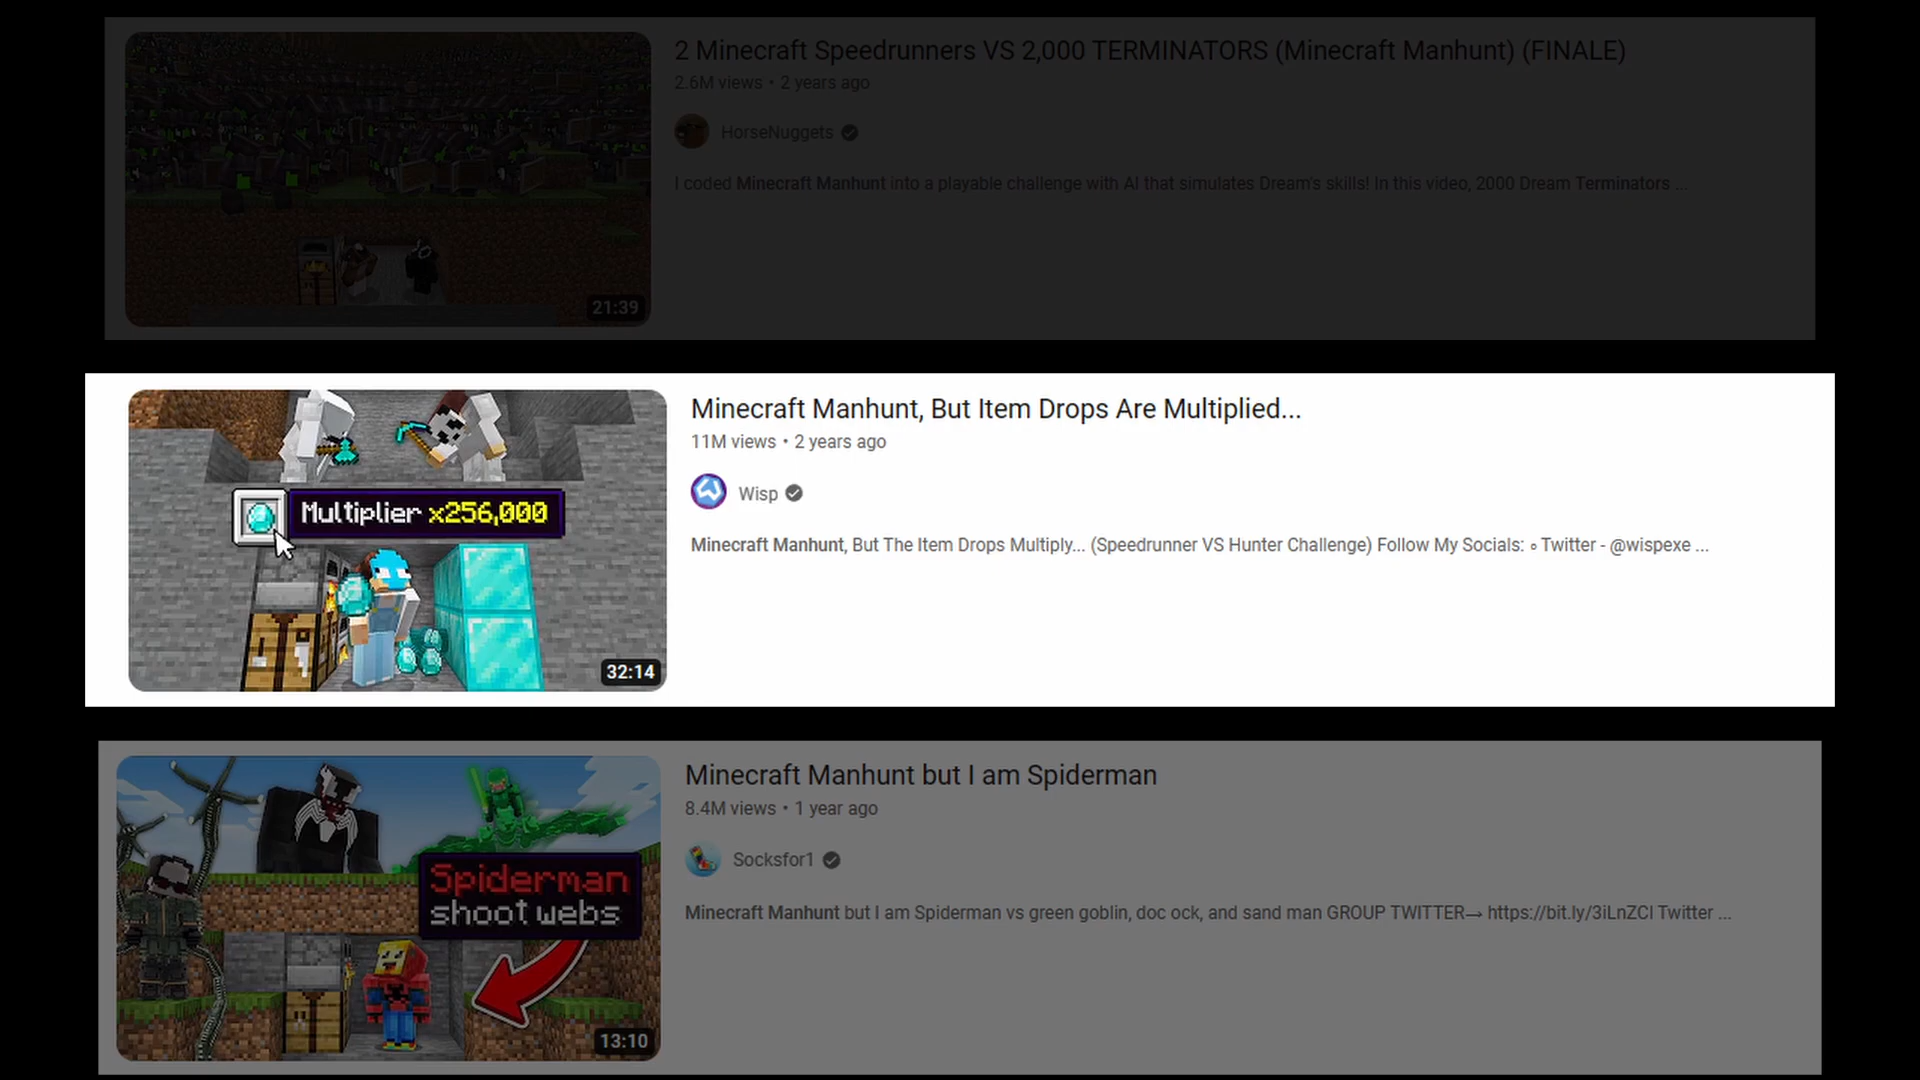 2 Minecraft Speedrunners VS 2,000 TERMINATORS (Minecraft Manhunt) (FINALE)
2.6M views • 2 years ago
HorseNuggets
I coded Minecraft Manhunt into a playable challenge with AI that simulates Dream's skills! In this video, 2000 Dream Terminators ...
21:39
Minecraft Manhunt, But Item Drops Are Multiplied...
11M views • 2 years ago
Wisp
Multiplier x256,000
Minecraft Manhunt, But The Item Drops Multiply... (Speedrunner VS Hunter Challenge) Follow My Socials: ∘ Twitter - @wispexe ...
32:14
Minecraft Manhunt but I am Spiderman
8.4M views • 1 year ago
Socksfor1
Spiderman
shoot webs
Minecraft Manhunt but I am Spiderman vs green goblin, doc ock, and sand man GROUP TWITTER→ https://bit.ly/3iLnZCI Twitter ...
13:10